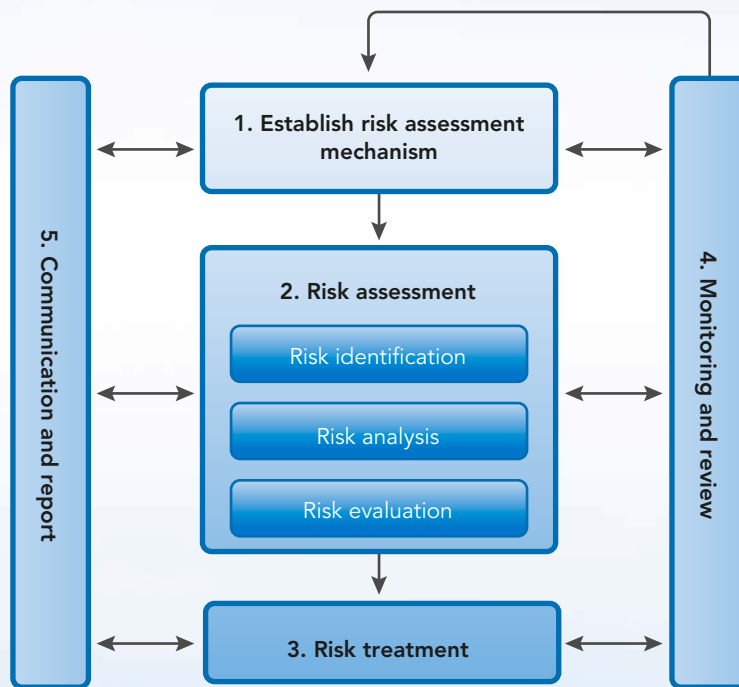 1. Establish risk assessment
mechanism
2. Risk assessment
Risk identification
Risk analysis
Risk evaluation
3. Risk treatment
4. Monitoring and review
5. Communication and report